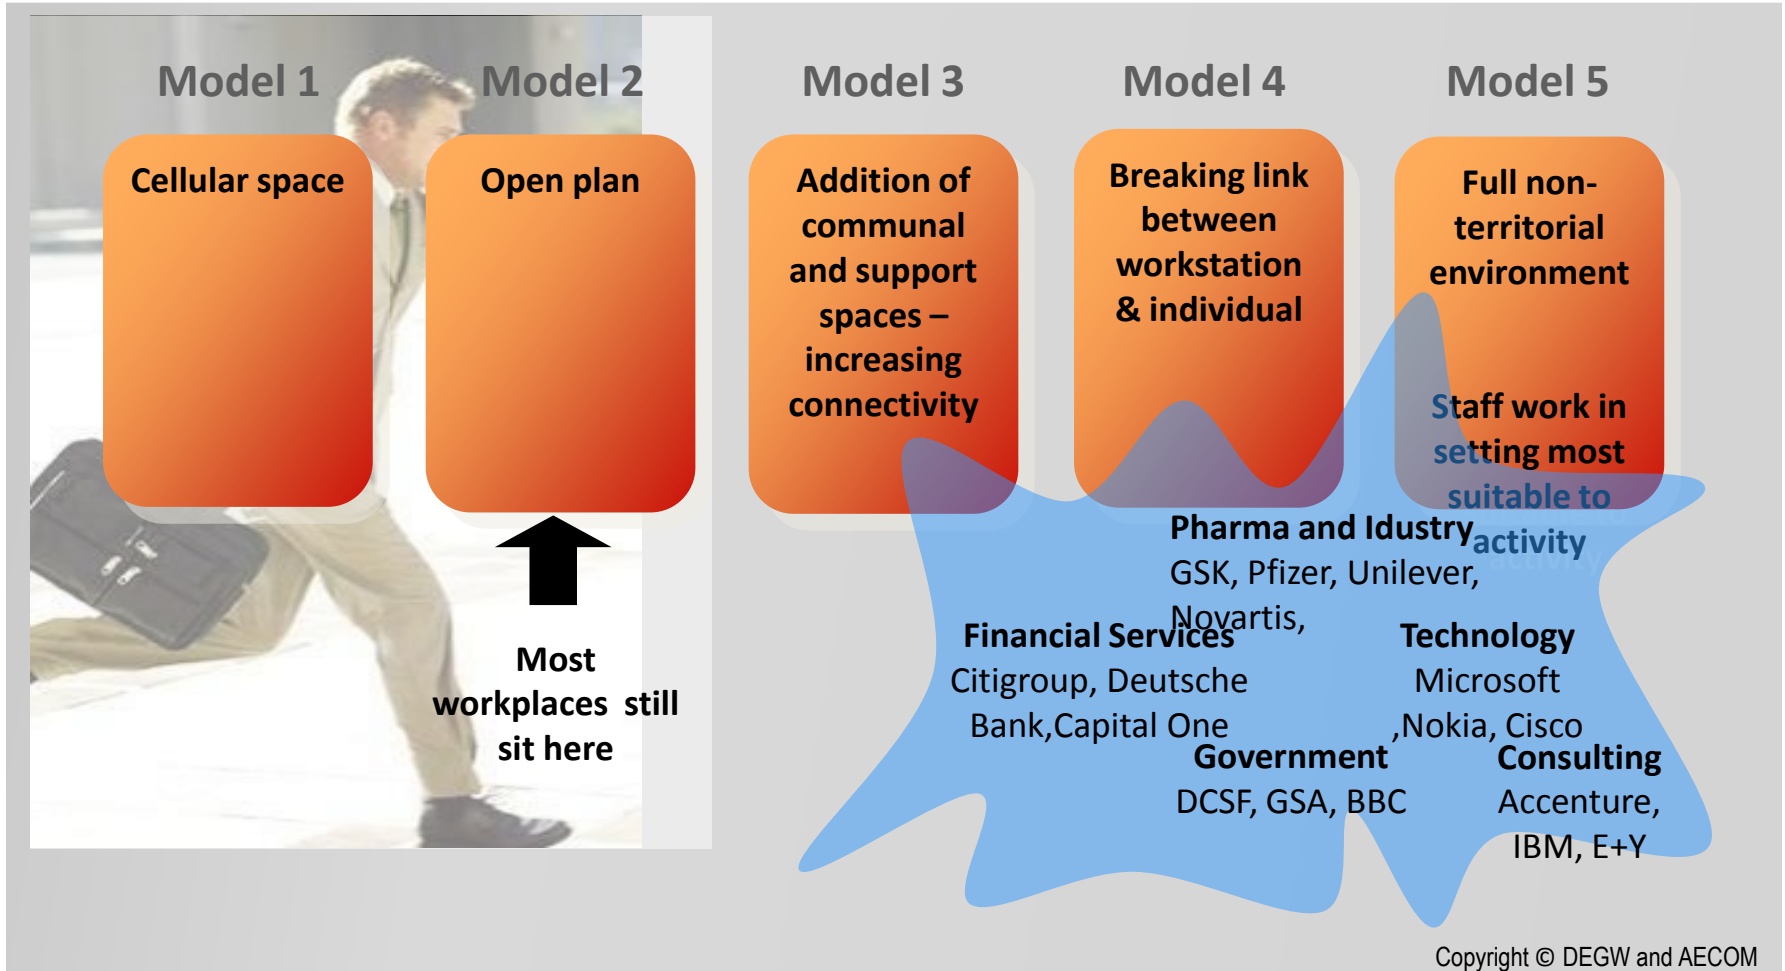 Model 1
Model 2
Model 3
Model 4
Model 5
Cellular space
Open plan
Addition of
communal
and support
spaces –
increasing
connectivity
Breaking link
between
workstation
& individual
Full non-
territorial
environment
Staff work in
setting most
suitable to
activity
Most
workplaces still
sit here
Pharma and Idustry
GSK, Pfizer, Unilever,
Novartis,
Financial Services
Citigroup, Deutsche
Bank,Capital One
Technology
Microsoft
,Nokia, Cisco
Government
DCSF, GSA, BBC
Consulting
Accenture,
IBM, E+Y
Copyright © DEGW and AECOM